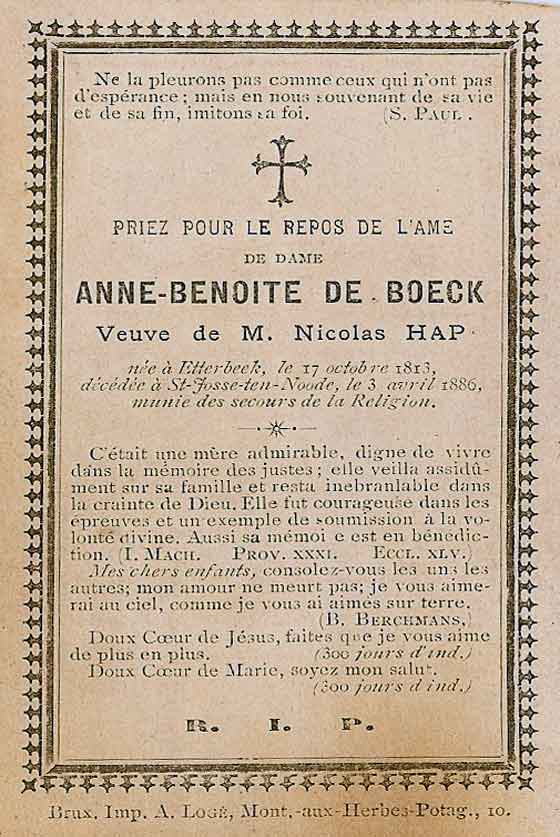 Ne la pleurons pas comme ceux qui n'ont pas
d'espérance ; mais en nous souvenant de sa vie
et de sa fin, imitons sa foi. (S. PAUL .
PRIEZ POUR LE REPOS DE L'AME
DE DAME
ANNE-BENOITE DE BOECK
Veuve de M. Nicolas HAP
née à Etterbeek, le 17 octobre 1813,
décédée à St-Josse-ten-Noode, le 3 avril 1886,
munie des secours de la Religion.
C'était une mère admirable, digne de vivre
dans la mémoire des justes ; elle veilla assidû-
ment sur sa famille et resta inebranlable dans
la crainte de Dieu. Elle fut courageuse dans les
épreuves et un exemple de soumission à la vo-
lonté divine. Aussi sa mémoi e est en bénédic-
tion. (I. MACH. PROV. XXXI. ECCL. XLV.)
Mes chers enfants, consolez-vous les uns les
autres; mon amour ne meurt pas; je vous aime-
rai au ciel, comme je vous ai aimés sur terre.
(B. BERCHMANS,)
Doux Cœur de Jésus, faites que je vous aime
de plus en plus. (300 jours d'ind.)
Doux Cœur de Marie, soyez mon salut.
(300 jours d'ind.)
R. I. P.
Brux. Imp. A. LOGÉ, Mont.-aux-Herbes-Potag., 10.